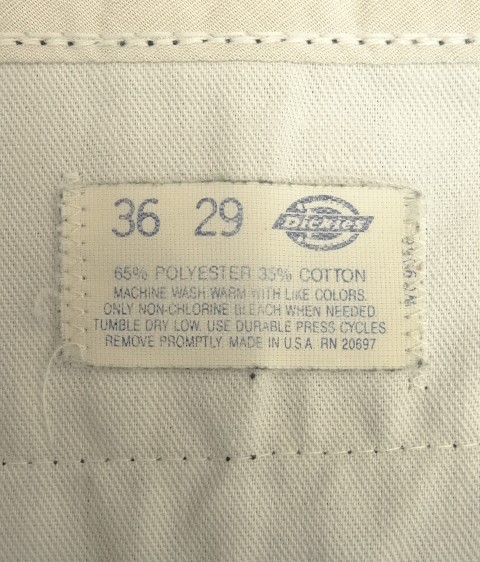 36 29
Dickies
65% POLYESTER 35% COTTON
MACHINE WASH WARM WITH LIKE COLORS.
ONLY NON-CHLORINE BLEACH WHEN NEEDED
TUMBLE DRY LOW. USE DURABLE PRESS CYCLES
REMOVE PROMPTLY. MADE IN U.S.A. RN 20697